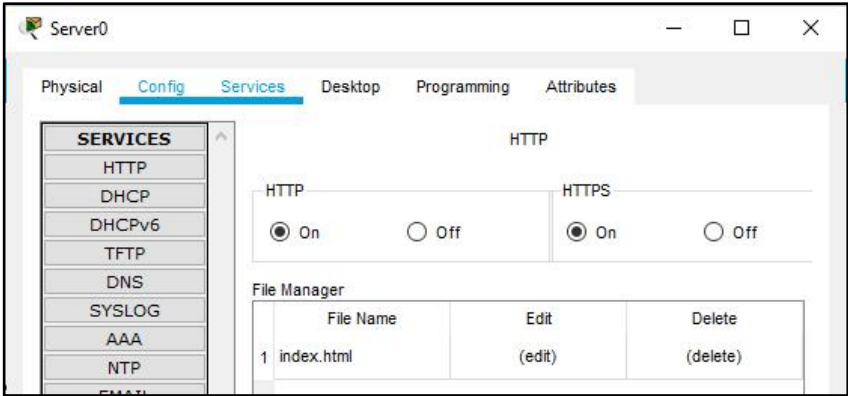 Server0
Physical Config Services Desktop Programming Attributes
SERVICES
HTTP
DHCP
DHCPv6
TFTP
DNS
SYSLOG
AAA
NTP
EMAIL
HTTP
HTTP
On Off
HTTPS
On Off
File Manager
File Name Edit Delete
1 index.html (edit) (delete)